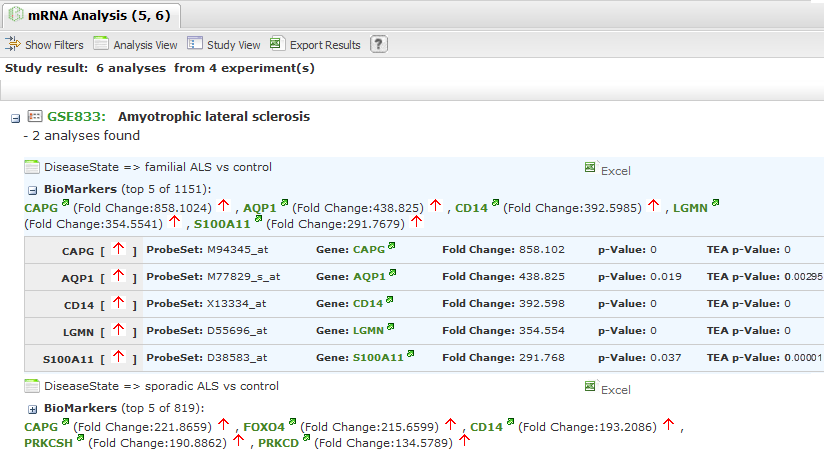 mRNA Analysis (5, 6)
Show Filters Analysis View Study View Export Results ?
Study result: 6 analyses from 4 experiment(s)
GSE833: Amyotrophic lateral sclerosis
- 2 analyses found
DiseaseState => familial ALS vs control Excel
BioMarkers (top 5 of 1151):
CAPG (Fold Change:858.1024) , AQP1 (Fold Change:438.825) , CD14 (Fold Change:392.5985) , LGMN
(Fold Change:354.5541) , S100A11 (Fold Change:291.7679)
CAPG [ ] ProbeSet: M94345_at Gene: CAPG Fold Change: 858.102 p-Value: 0 TEA p-Value: 0
AQP1 [ ] ProbeSet: M77829_s_at Gene: AQP1 Fold Change: 438.825 p-Value: 0.019 TEA p-Value: 0.00295
CD14 [ ] ProbeSet: X13334_at Gene: CD14 Fold Change: 392.598 p-Value: 0 TEA p-Value: 0
LGMN [ ] ProbeSet: D55696_at Gene: LGMN Fold Change: 354.554 p-Value: 0 TEA p-Value: 0
S100A11 [ ] ProbeSet: D38583_at Gene: S100A11 Fold Change: 291.768 p-Value: 0.037 TEA p-Value: 0.00001
DiseaseState => sporadic ALS vs control Excel
BioMarkers (top 5 of 819):
CAPG (Fold Change:221.8659) , FOXO4 (Fold Change:215.6599) , CD14 (Fold Change:193.2086) ,
PRKCSH (Fold Change:190.8862) , PRKCD (Fold Change:134.5789)